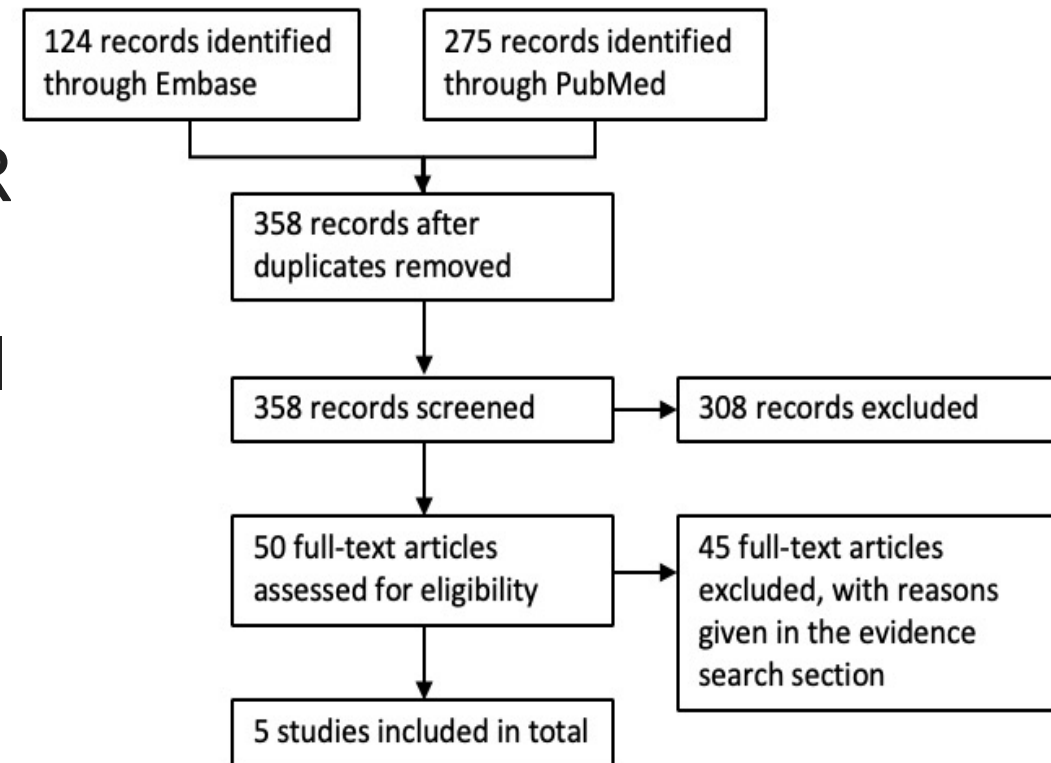 124 records identified
through Embase
275 records identified
through PubMed
R
358 records after
duplicates removed
358 records screened
308 records excluded
50 full-text articles
assessed for eligibility
45 full-text articles
excluded, with reasons
given in the evidence
search section
5 studies included in total